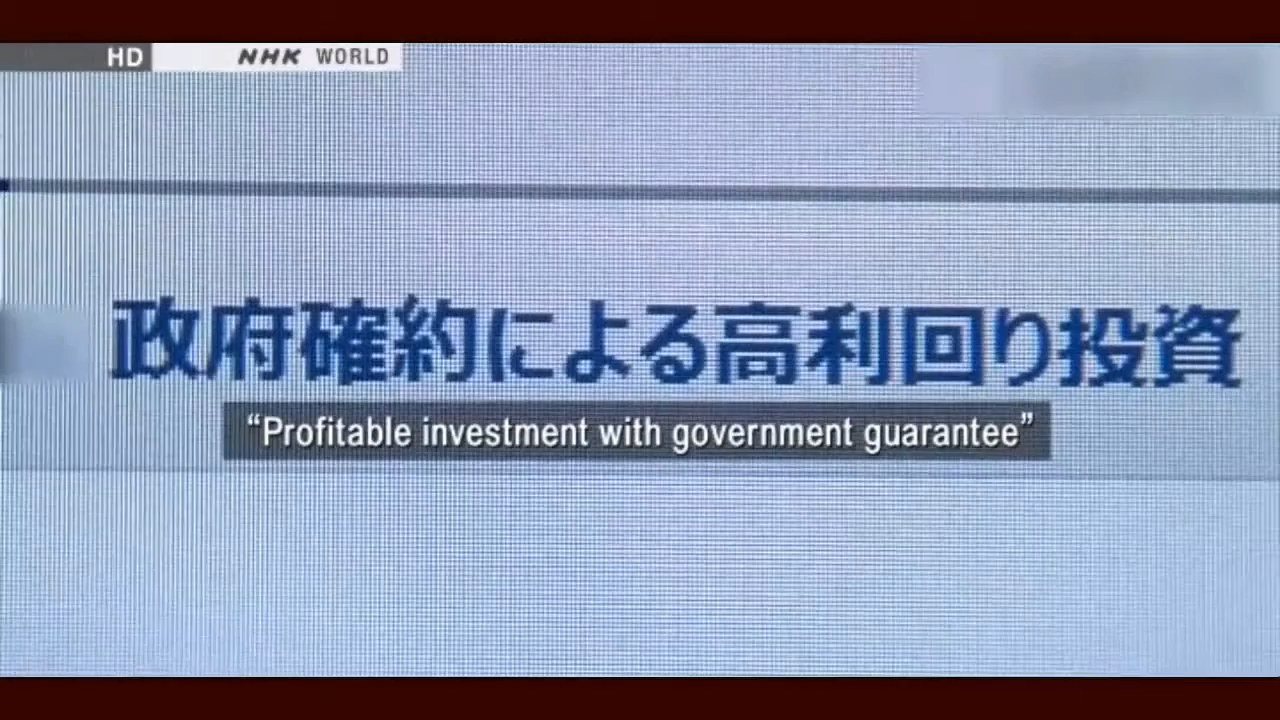 HD NHK WORLD
政府確約による高利回り投資
“Profitable investment with government guarantee”